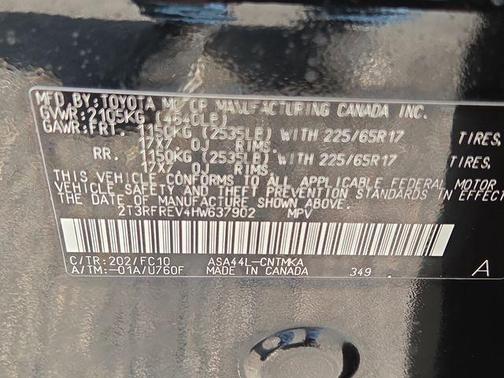 MFD.BY:TOYOTA MOTOR MANUFACTURING CANADA INC.
GVWR: 2105KG (4640LB)
GAWR:FRT. 1150KG (2535LB) WITH 225/65R17 TIRES,
17X7. 0J RIMS.
RR. 1150KG (2535LB) WITH 225/65R17 TIRES,
17X7. 0J RIMS.
THIS VEHICLE CONFORMS TO ALL APPLICABLE FEDERAL MOTOR
VEHICLE SAFETY AND THEFT PREVENTION STANDARDS IN EFFECT
THE DATE OF MANUFACTURE SHOWN ABOVE.
2T3RFREV4HW637902 MPV
C/TR:202/FC10 ASA44L-CNTMKA
A/TM:-01A/U760F MADE IN CANADA 349 A